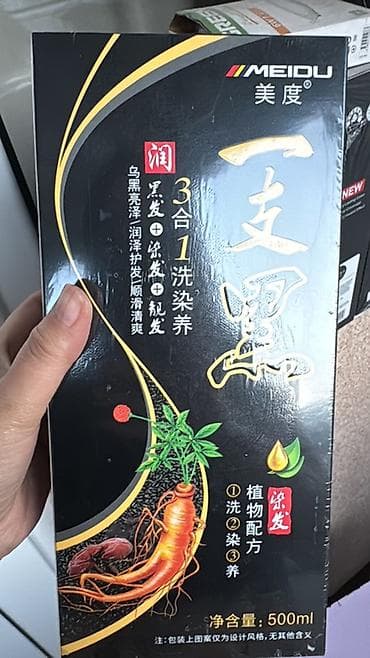 MEIDU
美度®
一支黑
3合1洗染养
润 黑发+染发+靓发
乌黑亮泽/润泽护发/顺滑清爽
染发
植物配方
①洗②染③养
净含量: 500ml
注:包装上图案仅为设计风格,无其他含义
NEW